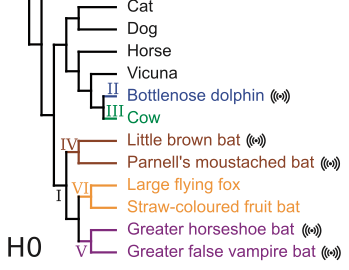 Cat
Dog
Horse
Vicuna
II Bottlenose dolphin
III Cow
IV Little brown bat
Parnell's moustached bat
I VI Large flying fox
Straw-coloured fruit bat
H0 Greater horseshoe bat
V Greater false vampire bat